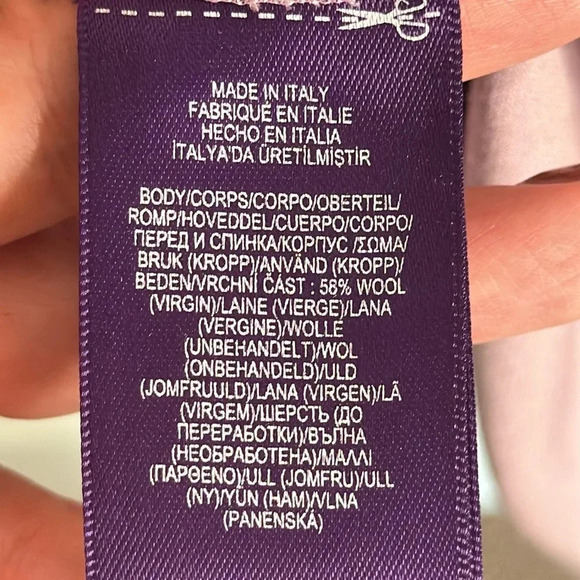 MADE IN ITALY
FABRIQUÉ EN ITALIE
HECHO EN ITALIA
İTALYA'DA ÜRETİLMİŞTİR
BODY/CORPS/CORPO/OBERTEIL/
ROMP/HOVEDDEL/CUERPO/CORPO/
ПЕРЕД И СПИНКА/КОРПУС /ΣΩΜΑ/
BRUK (KROPP)/ANVÄND (KROPP)/
BEDEN/VRCHNÍ ČÁST : 58% WOOL
(VIRGIN)/LAINE (VIERGE)/LANA
(VERGINE)/WOLLE
(UNBEHANDELT)/WOL
(ONBEHANDELD)/ULD
(JOMFRUULD)/LANA (VIRGEN)/LÃ
(VIRGEM)/ШЕРСТЬ (ДО
ПЕРЕРАБОТКИ)/ВЪЛНА
(НЕОБРАБОТЕНА)/ΜΑΛΛΙ
(ΠΑΡΘΕΝΟ)/ULL (JOMFRU)/ULL
(NY)/YÜN (HAM)/VLNA
(PANENSKÁ)